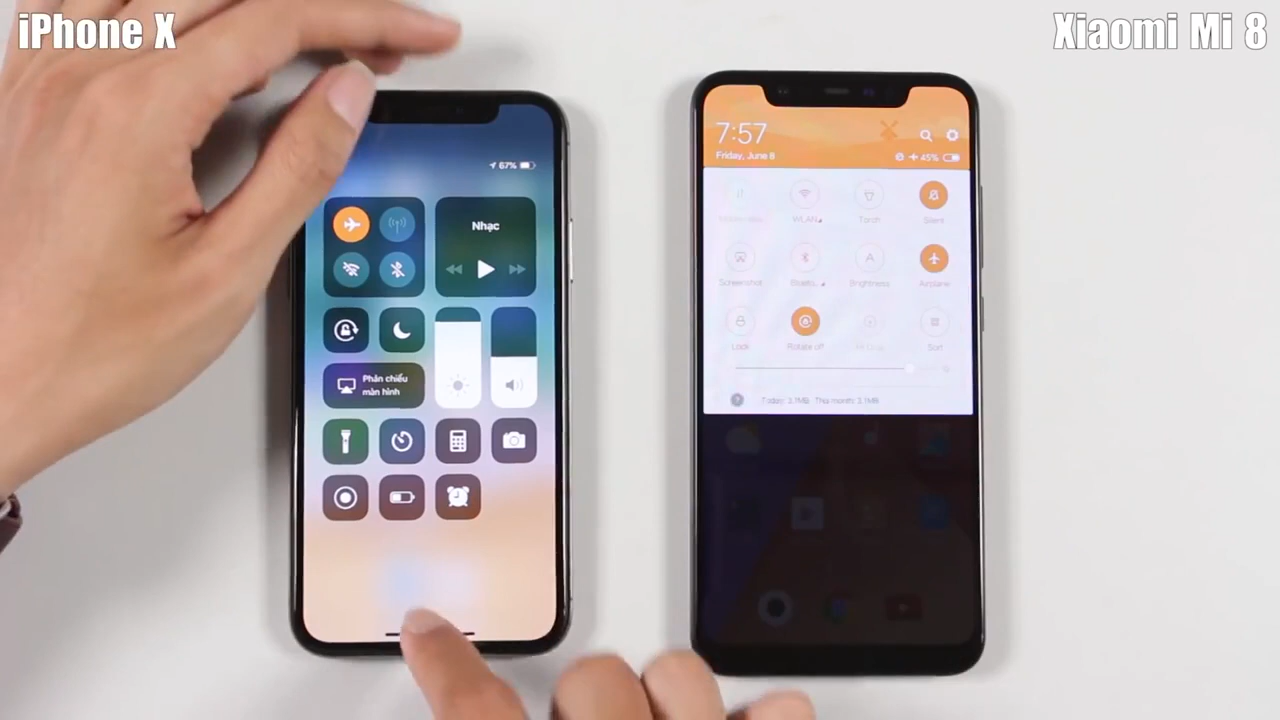 iPhone X
Xiaomi Mi 8
67%
Nhạc
Phản chiếu
màn hình
7:57
Friday, June 8
45%
WLAN
Torch
Silent
Screenshot
Brightness
Airplane
Lock
Rotate off
Sort
Today: 3.1MB This month: 3.1MB